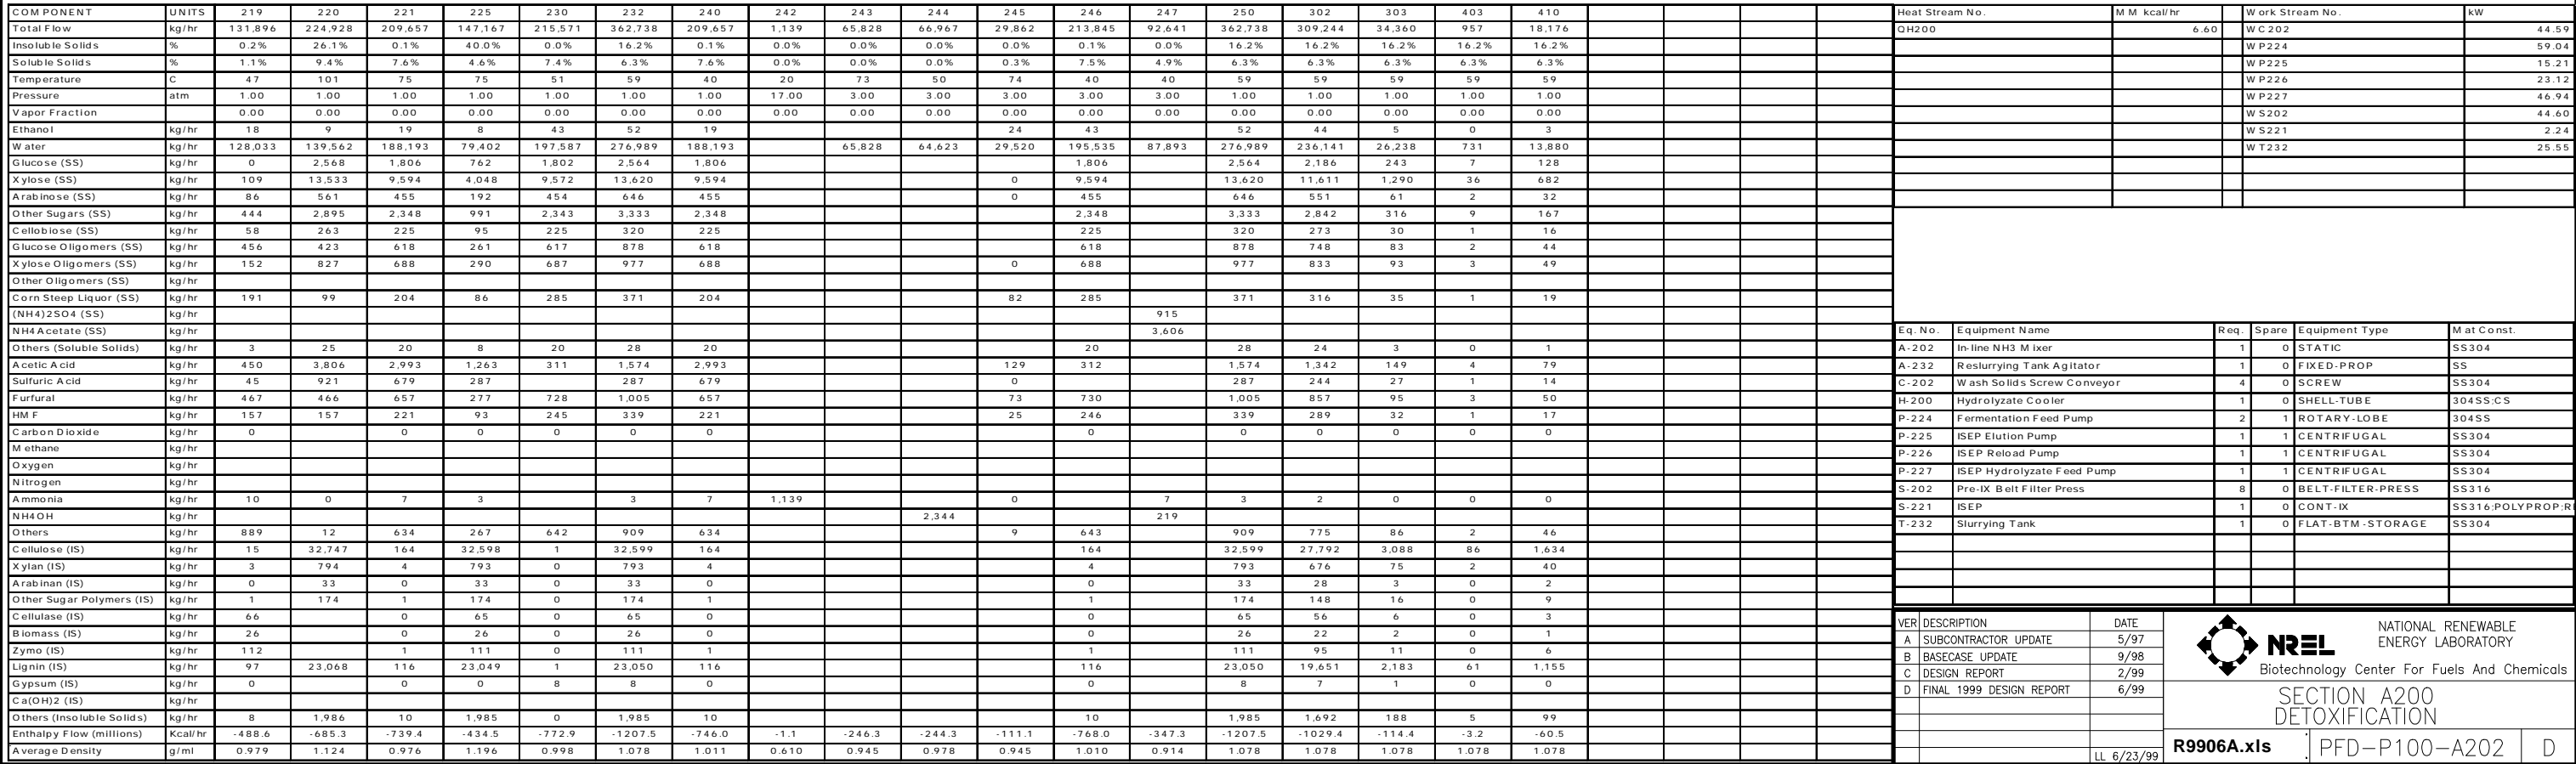 COMPONENT UNITS 219 220 221 225 230 232 240 242 243 244 245 246 247 250 302 303 403 410
Total Flow kg/hr 131,896 224,928 209,657 147,167 215,571 362,738 209,657 1,139 65,828 66,967 29,862 213,845 92,641 362,738 309,244 34,360 957 18,176
Insoluble Solids % 0.2% 26.1% 0.1% 40.0% 0.0% 16.2% 0.1% 0.0% 0.0% 0.0% 0.0% 0.1% 0.0% 16.2% 16.2% 16.2% 16.2% 16.2%
Soluble Solids % 1.1% 9.4% 7.6% 4.6% 7.4% 6.3% 7.6% 0.0% 0.0% 0.0% 0.3% 7.5% 4.9% 6.3% 6.3% 6.3% 6.3% 6.3%
Temperature C 47 101 75 75 51 59 40 20 73 50 74 40 40 59 59 59 59 59
Pressure atm 1.00 1.00 1.00 1.00 1.00 1.00 1.00 17.00 3.00 3.00 3.00 3.00 3.00 1.00 1.00 1.00 1.00 1.00
Vapor Fraction 0.00 0.00 0.00 0.00 0.00 0.00 0.00 0.00 0.00 0.00 0.00 0.00 0.00 0.00 0.00 0.00 0.00 0.00
Ethanol kg/hr 18 9 19 8 43 52 19 24 43 52 44 5 0 3
Water kg/hr 128,033 139,562 188,193 79,402 197,587 276,989 188,193 65,828 64,623 29,520 195,535 87,893 276,989 236,141 26,238 731 13,880
Glucose (SS) kg/hr 0 2,568 1,806 762 1,802 2,564 1,806 1,806 2,564 2,186 243 7 128
Xylose (SS) kg/hr 109 13,533 9,594 4,048 9,572 13,620 9,594 0 9,594 13,620 11,611 1,290 36 682
Arabinose (SS) kg/hr 86 561 455 192 454 646 455 0 455 646 551 61 2 32
Other Sugars (SS) kg/hr 444 2,895 2,348 991 2,343 3,333 2,348 2,348 3,333 2,842 316 9 167
Cellobiose (SS) kg/hr 58 263 225 95 225 320 225 225 320 273 30 1 16
Glucose Oligomers (SS) kg/hr 456 423 618 261 617 878 618 618 878 748 83 2 44
Xylose Oligomers (SS) kg/hr 152 827 688 290 687 977 688 0 688 977 833 93 3 49
Other Oligomers (SS) kg/hr
Corn Steep Liquor (SS) kg/hr 191 99 204 86 285 371 204 82 285 371 316 35 1 19
(NH4)2SO4 (SS) kg/hr 915
NH4Acetate (SS) kg/hr 3,606
Others (Soluble Solids) kg/hr 3 25 20 8 20 28 20 20 28 24 3 0 1
Acetic Acid kg/hr 450 3,806 2,993 1,263 311 1,574 2,993 129 312 1,574 1,342 149 4 79
Sulfuric Acid kg/hr 45 921 679 287 287 679 0 287 244 27 1 14
Furfural kg/hr 467 466 657 277 728 1,005 657 73 730 1,005 857 95 3 50
HMF kg/hr 157 157 221 93 245 339 221 25 246 339 289 32 1 17
Carbon Dioxide kg/hr 0 0 0 0 0 0 0 0 0 0 0 0
Methane kg/hr
Oxygen kg/hr
Nitrogen kg/hr
Ammonia kg/hr 10 0 7 3 3 7 1,139 0 7 3 2 0 0 0
NH4OH kg/hr 2,344 219
Others kg/hr 889 12 634 267 642 909 634 9 643 909 775 86 2 46
Cellulose (IS) kg/hr 15 32,747 164 32,598 1 32,599 164 164 32,599 27,792 3,088 86 1,634
Xylan (IS) kg/hr 3 794 4 793 0 793 4 4 793 676 75 2 40
Arabinan (IS) kg/hr 0 33 0 33 0 33 0 0 33 28 3 0 2
Other Sugar Polymers (IS) kg/hr 1 174 1 174 0 174 1 1 174 148 16 0 9
Cellulase (IS) kg/hr 66 0 65 0 65 0 0 65 56 6 0 3
Biomass (IS) kg/hr 26 0 26 0 26 0 0 26 22 2 0 1
Zymo (IS) kg/hr 112 1 111 0 111 1 1 111 95 11 0 6
Lignin (IS) kg/hr 97 23,068 116 23,049 1 23,050 116 116 23,050 19,651 2,183 61 1,155
Gypsum (IS) kg/hr 0 0 0 8 8 0 0 8 7 1 0 0
Ca(OH)2 (IS) kg/hr
Others (Insoluble Solids) kg/hr 8 1,986 10 1,985 0 1,985 10 10 1,985 1,692 188 5 99
Enthalpy Flow (millions) Kcal/hr -488.6 -685.3 -739.4 -434.5 -772.9 -1207.5 -746.0 -1.1 -246.3 -244.3 -111.1 -768.0 -347.3 -1207.5 -1029.4 -114.4 -3.2 -60.5
Average Density g/ml 0.979 1.124 0.976 1.196 0.998 1.078 1.011 0.610 0.945 0.978 0.945 1.010 0.914 1.078 1.078 1.078 1.078 1.078
Heat Stream No. MM kcal/hr Work Stream No. kW
QH200 6.60 WC202 44.59
WP224 59.04
WP225 15.21
WP226 23.12
WP227 46.94
WS202 44.60
WS221 2.24
WT232 25.55
Eq. No. Equipment Name Req. Spare Equipment Type Mat Const.
A-202 In-line NH3 Mixer 1 0 STATIC SS304
A-232 Reslurrying Tank Agitator 1 0 FIXED-PROP SS
C-202 Wash Solids Screw Conveyor 4 0 SCREW SS304
H-200 Hydrolyzate Cooler 1 0 SHELL-TUBE 304SS;CS
P-224 Fermentation Feed Pump 2 1 ROTARY-LOBE 304SS
P-225 ISEP Elution Pump 1 1 CENTRIFUGAL SS304
P-226 ISEP Reload Pump 1 1 CENTRIFUGAL SS304
P-227 ISEP Hydrolyzate Feed Pump 1 1 CENTRIFUGAL SS304
S-202 Pre-IX Belt Filter Press 8 0 BELT-FILTER-PRESS SS316
S-221 ISEP 1 0 CONT-IX SS316;POLYPROP;R
T-232 Slurrying Tank 1 0 FLAT-BTM-STORAGE SS304
VER DESCRIPTION DATE
A SUBCONTRACTOR UPDATE 5/97
B BASECASE UPDATE 9/98
C DESIGN REPORT 2/99
D FINAL 1999 DESIGN REPORT 6/99
LL 6/23/99
NREL
NATIONAL RENEWABLE
ENERGY LABORATORY
Biotechnology Center For Fuels And Chemicals
SECTION A200
DETOXIFICATION
R9906A.xls PFD-P100-A202 D